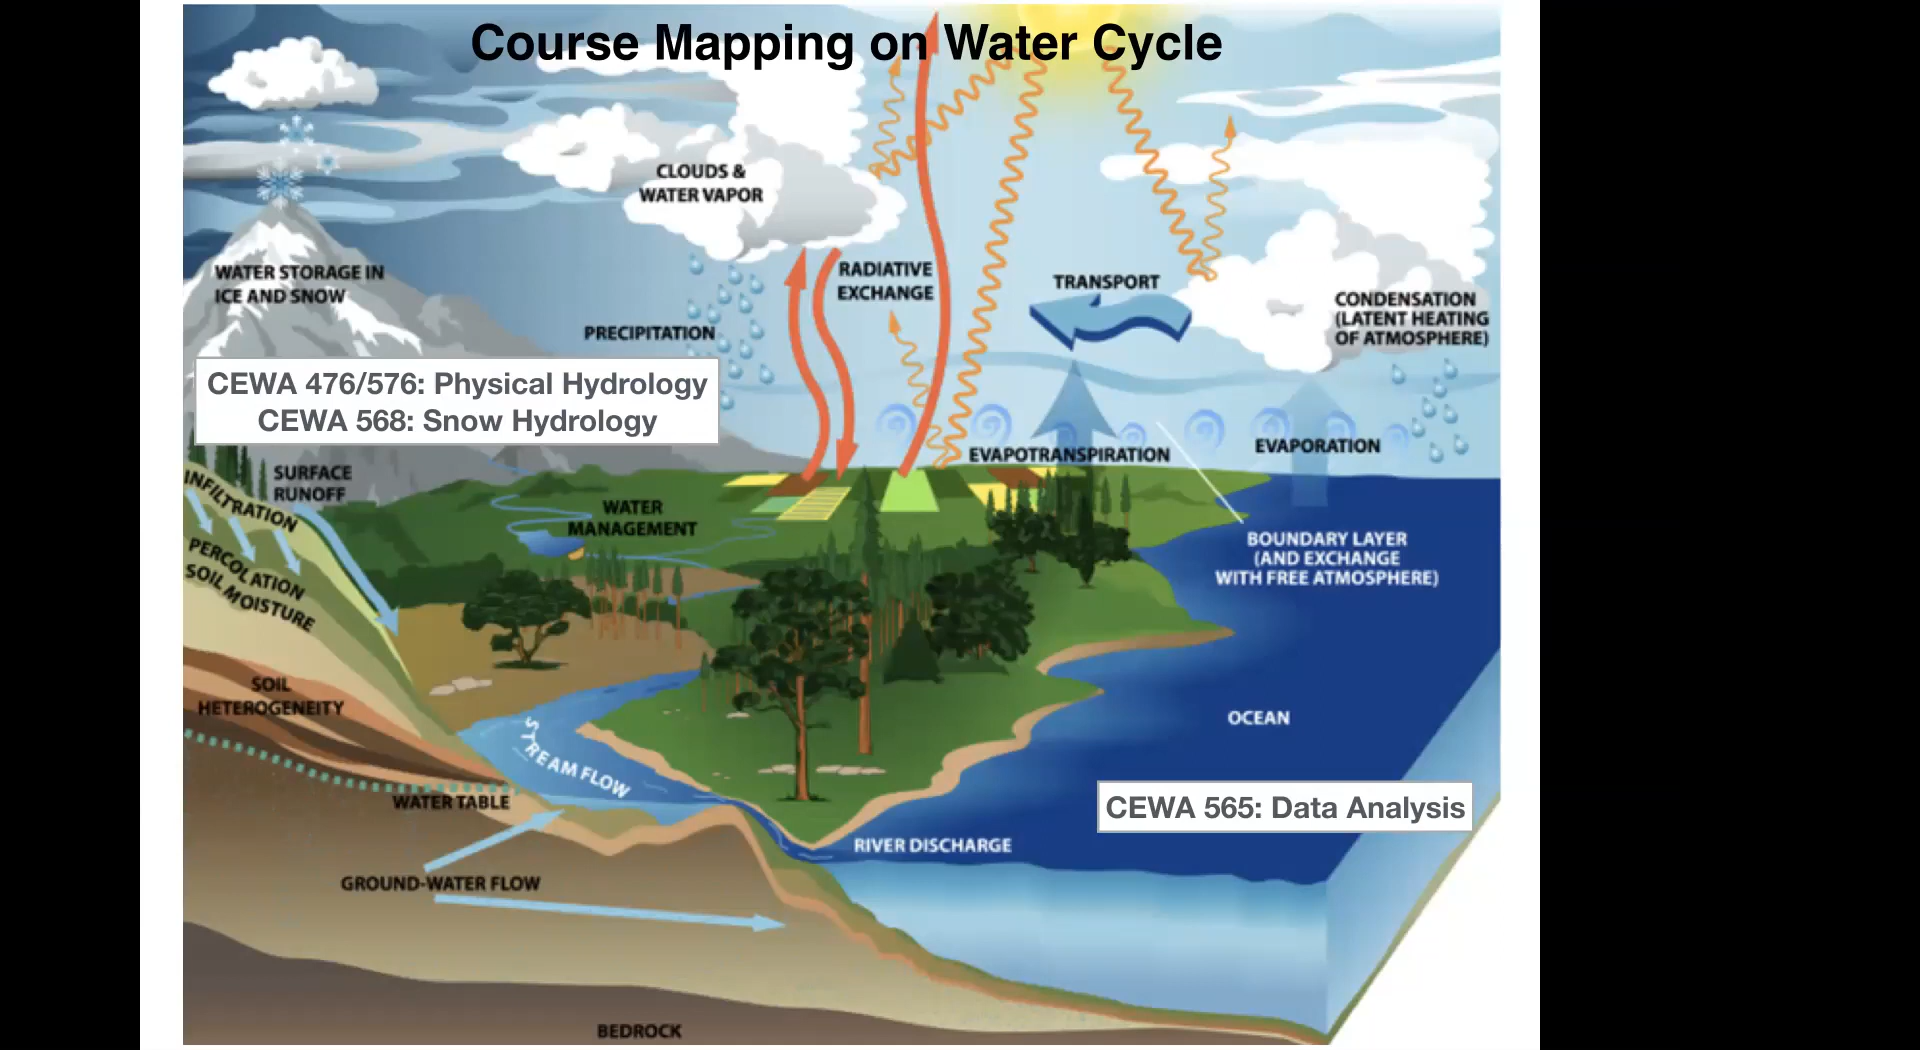 Course Mapping on Water Cycle
CLOUDS &
WATER VAPOR
WATER STORAGE IN
ICE AND SNOW
RADIATIVE
EXCHANGE
TRANSPORT
CONDENSATION
(LATENT HEATING
OF ATMOSPHERE)
PRECIPITATION
CEWA 476/576: Physical Hydrology
CEWA 568: Snow Hydrology
EVAPOTRANSPIRATION
EVAPORATION
SURFACE
RUNOFF
INFILTRATION
WATER
MANAGEMENT
BOUNDARY LAYER
(AND EXCHANGE
WITH FREE ATMOSPHERE)
PERCOLATION
SOIL MOISTURE
SOIL
HETEROGENEITY
OCEAN
STREAM FLOW
WATER TABLE
CEWA 565: Data Analysis
RIVER DISCHARGE
GROUND-WATER FLOW
BEDROCK